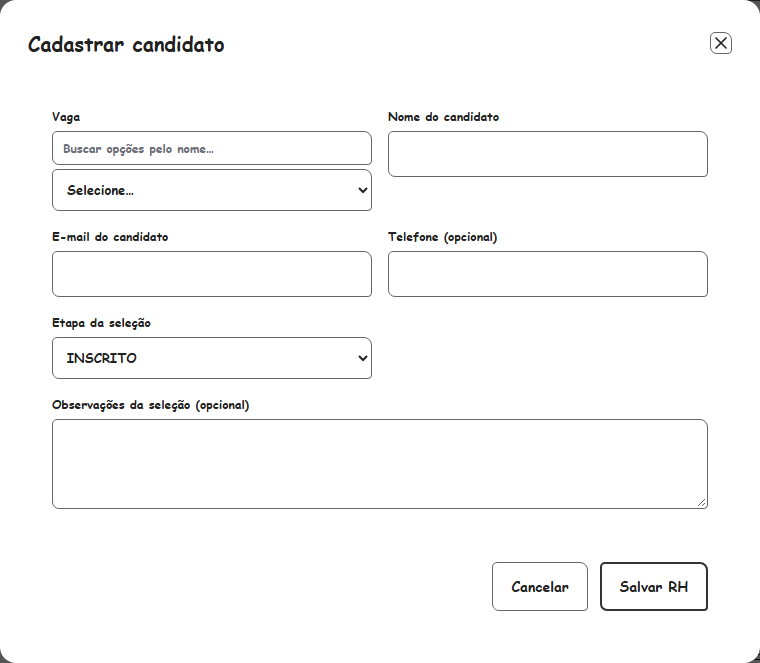 Cadastrar candidato
Vaga
Nome do candidato
Buscar opções pelo nome...
Selecione...
E-mail do candidato
Telefone (opcional)
Etapa da seleção
INSCRITO
Observações da seleção (opcional)
Cancelar
Salvar RH